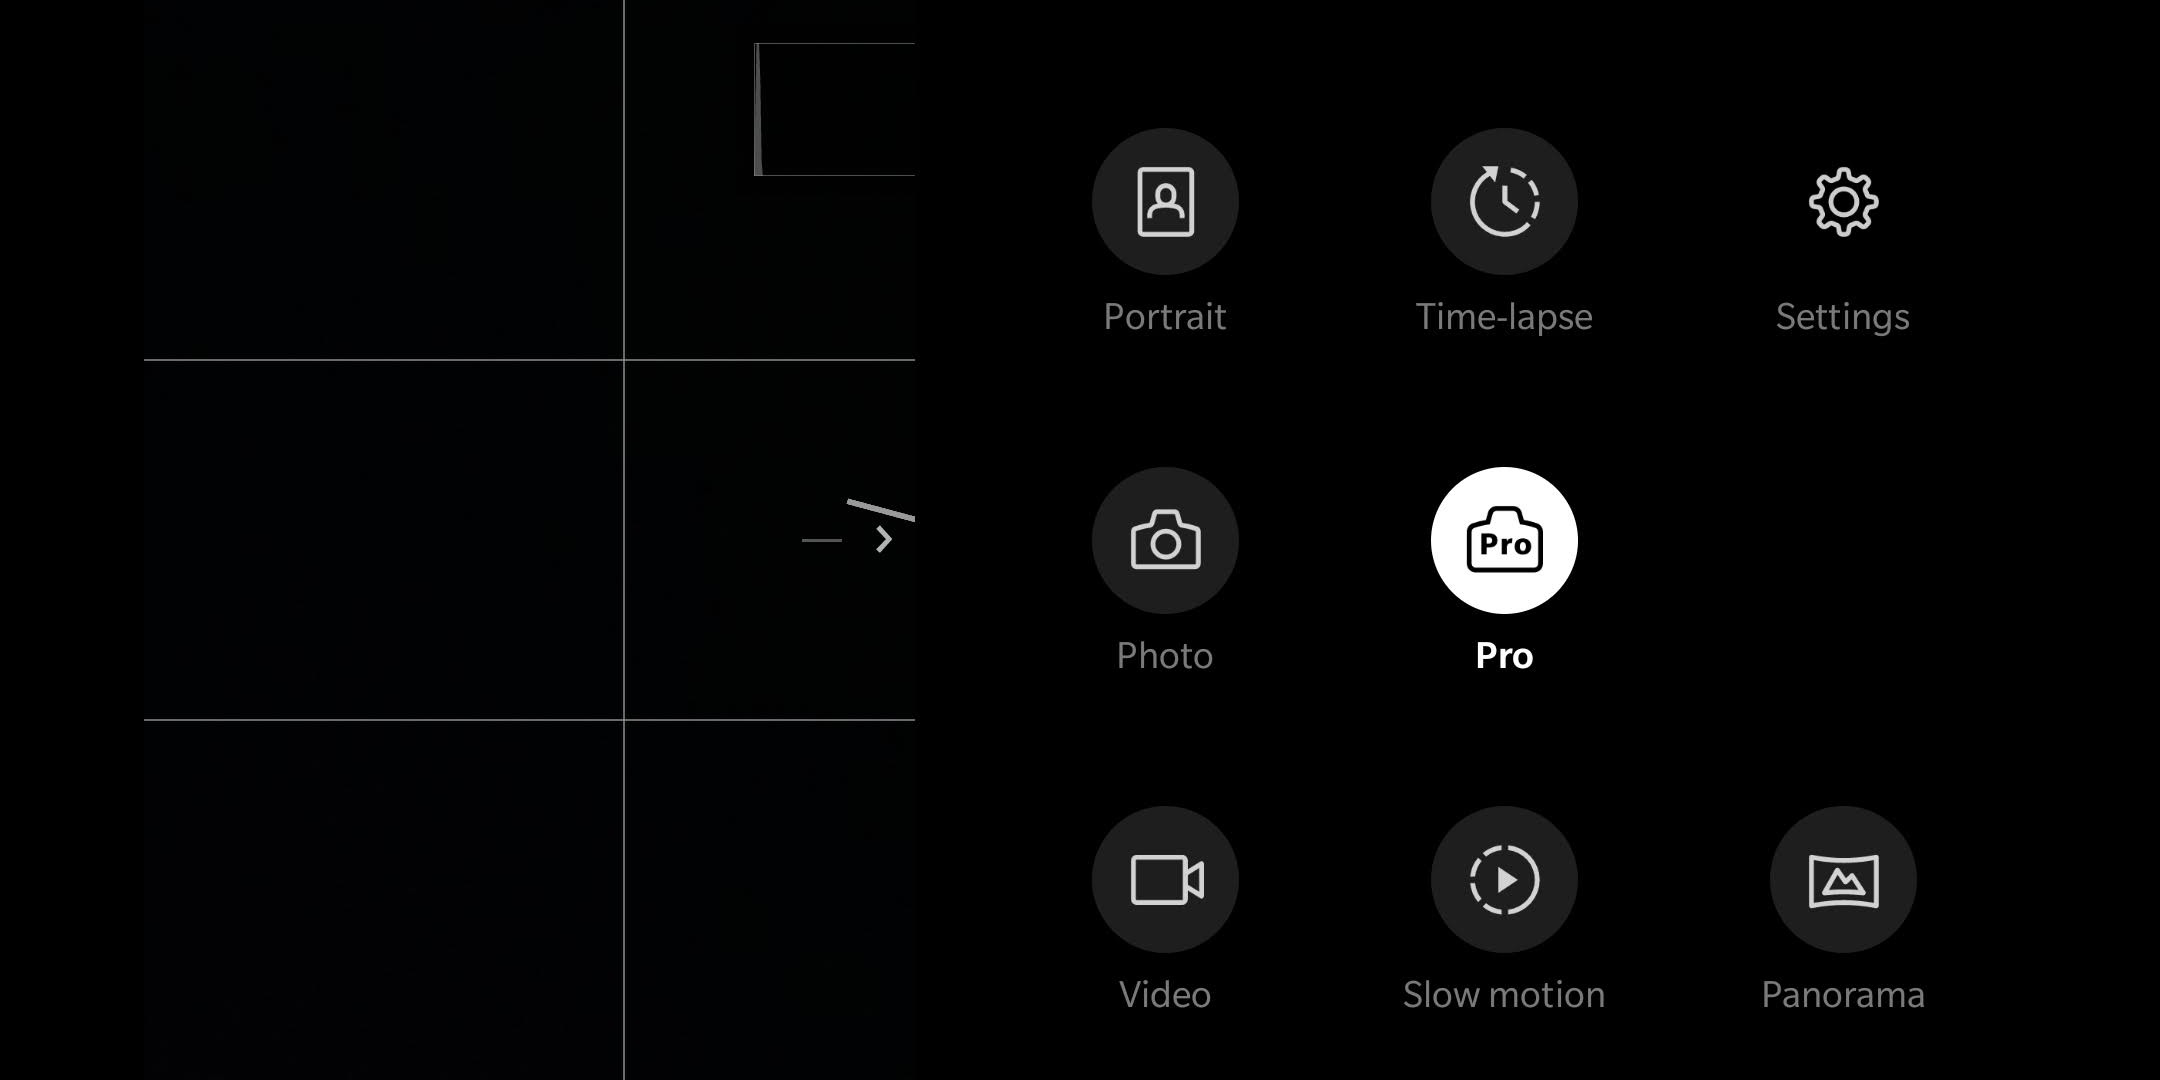 Portrait
Time-lapse
Settings
Photo
Pro
Pro
Video
Slow motion
Panorama